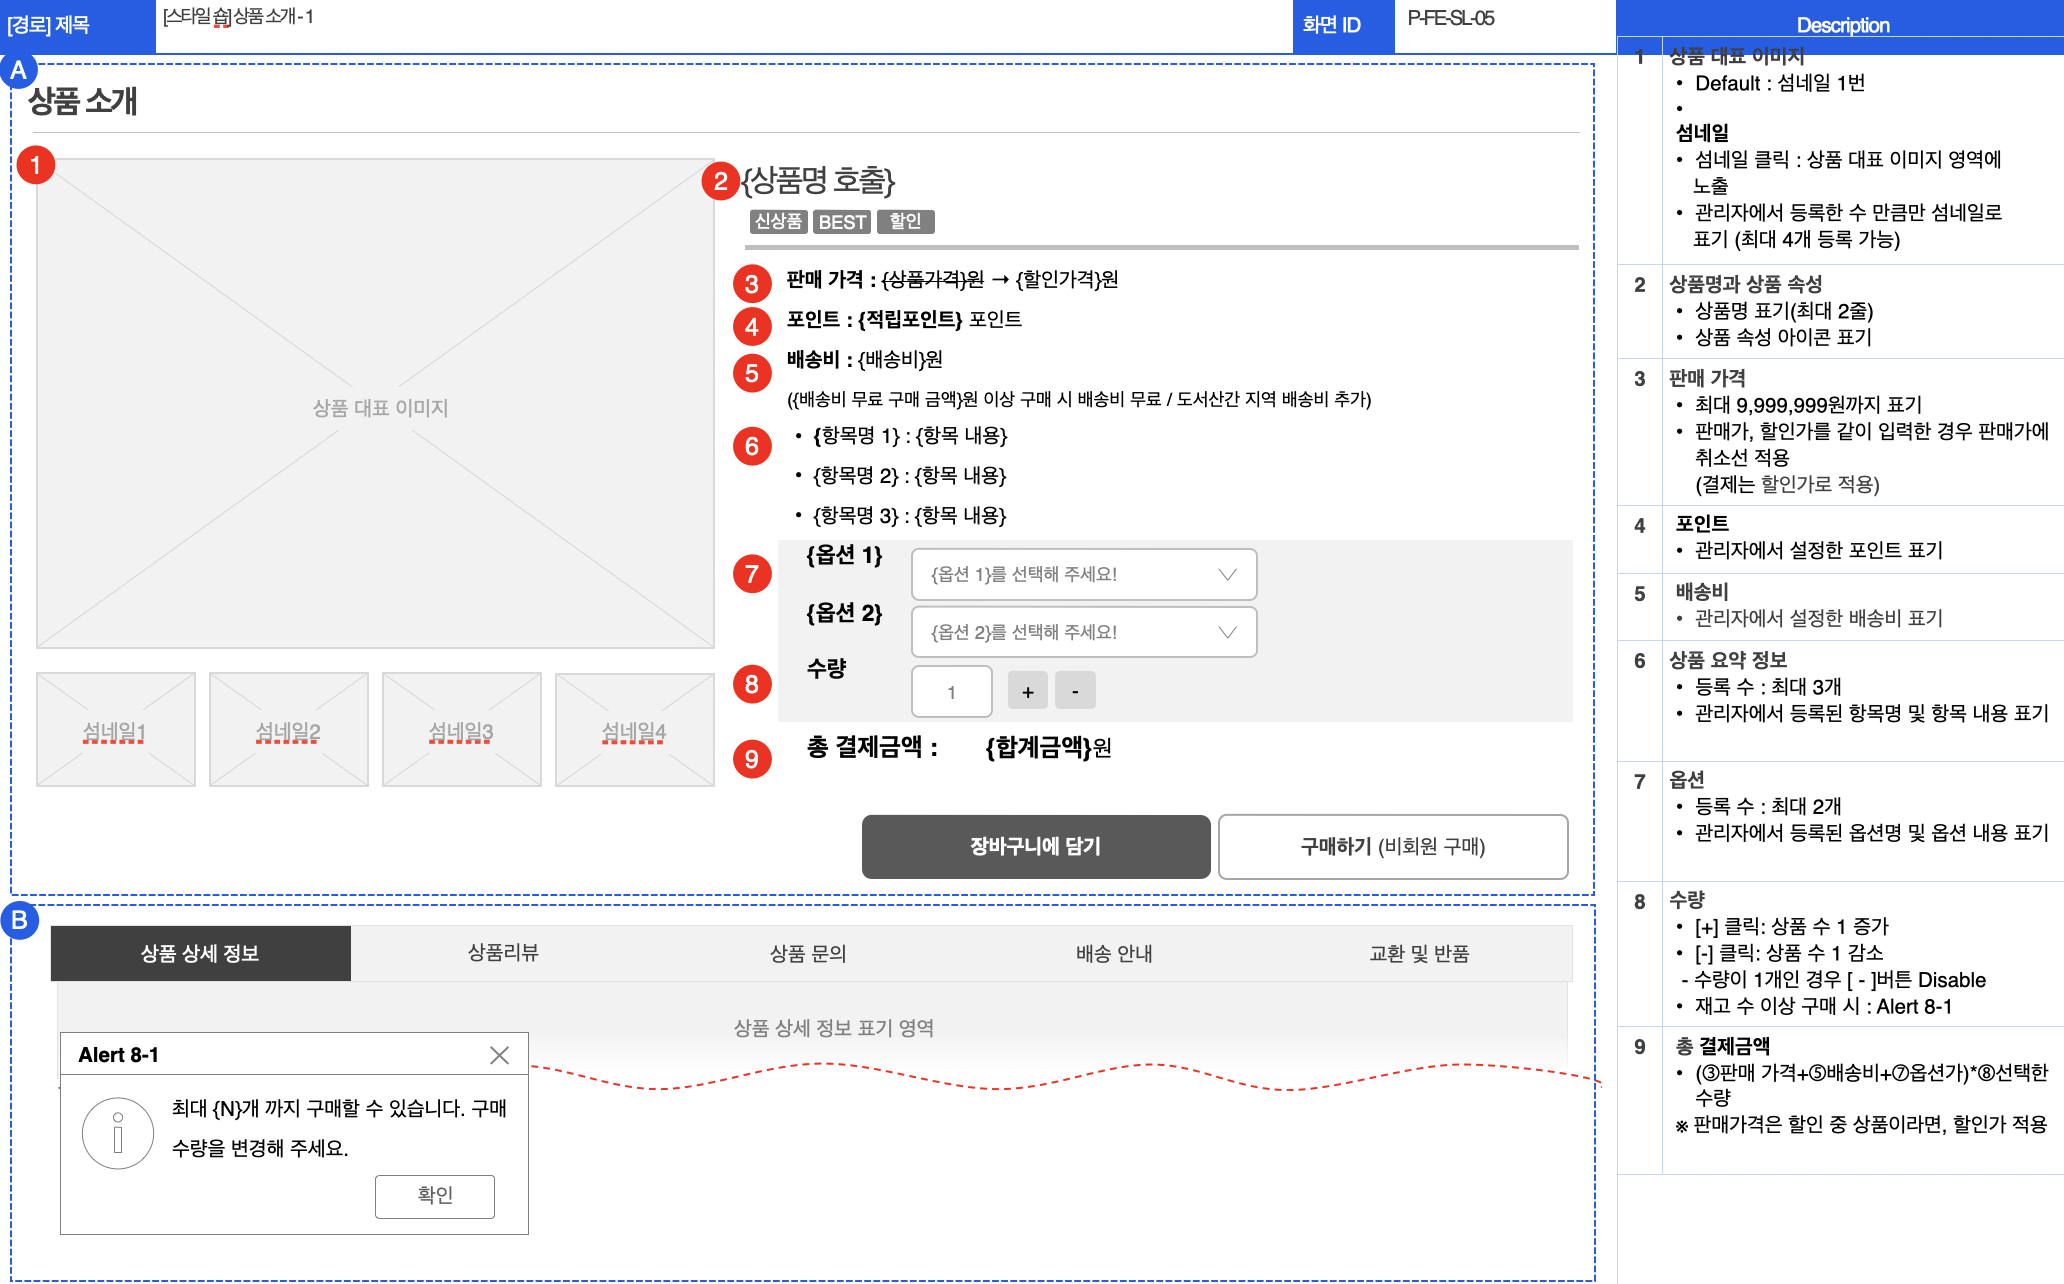 [경로] 제목
[스타일 숍]상품 소개 - 1
화면 ID
P-FE-SL-05
Description
A
상품 소개
1
상품 대표 이미지
섬네일1
섬네일2
섬네일3
섬네일4
2
{상품명 호출}
신상품
BEST
할인
3
판매 가격 : {상품가격}원 → {할인가격}원
4
포인트 : {적립포인트} 포인트
5
배송비 : {배송비}원
({배송비 무료 구매 금액}원 이상 구매 시 배송비 무료 / 도서산간 지역 배송비 추가)
6
• {항목명 1} : {항목 내용}
• {항목명 2} : {항목 내용}
• {항목명 3} : {항목 내용}
7
{옵션 1}
{옵션 1}를 선택해 주세요!
{옵션 2}
{옵션 2}를 선택해 주세요!
8
수량
1
+
-
9
총 결제금액 : {합계금액}원
장바구니에 담기
구매하기 (비회원 구매)
B
상품 상세 정보
상품리뷰
상품 문의
배송 안내
교환 및 반품
상품 상세 정보 표기 영역
Alert 8-1
최대 {N}개 까지 구매할 수 있습니다. 구매
수량을 변경해 주세요.
확인
1
상품 대표 이미지
• Default : 섬네일 1번
•
섬네일
• 섬네일 클릭 : 상품 대표 이미지 영역에
노출
• 관리자에서 등록한 수 만큼만 섬네일로
표기 (최대 4개 등록 가능)
2
상품명과 상품 속성
• 상품명 표기(최대 2줄)
• 상품 속성 아이콘 표기
3
판매 가격
• 최대 9,999,999원까지 표기
• 판매가, 할인가를 같이 입력한 경우 판매가에
취소선 적용
(결제는 할인가로 적용)
4
포인트
• 관리자에서 설정한 포인트 표기
5
배송비
• 관리자에서 설정한 배송비 표기
6
상품 요약 정보
• 등록 수 : 최대 3개
• 관리자에서 등록된 항목명 및 항목 내용 표기
7
옵션
• 등록 수 : 최대 2개
• 관리자에서 등록된 옵션명 및 옵션 내용 표기
8
수량
• [+] 클릭: 상품 수 1 증가
• [-] 클릭: 상품 수 1 감소
- 수량이 1개인 경우 [ - ]버튼 Disable
• 재고 수 이상 구매 시 : Alert 8-1
9
총 결제금액
• (③판매 가격+⑤배송비+⑦옵션가)*⑧선택한
수량
※ 판매가격은 할인 중 상품이라면, 할인가 적용